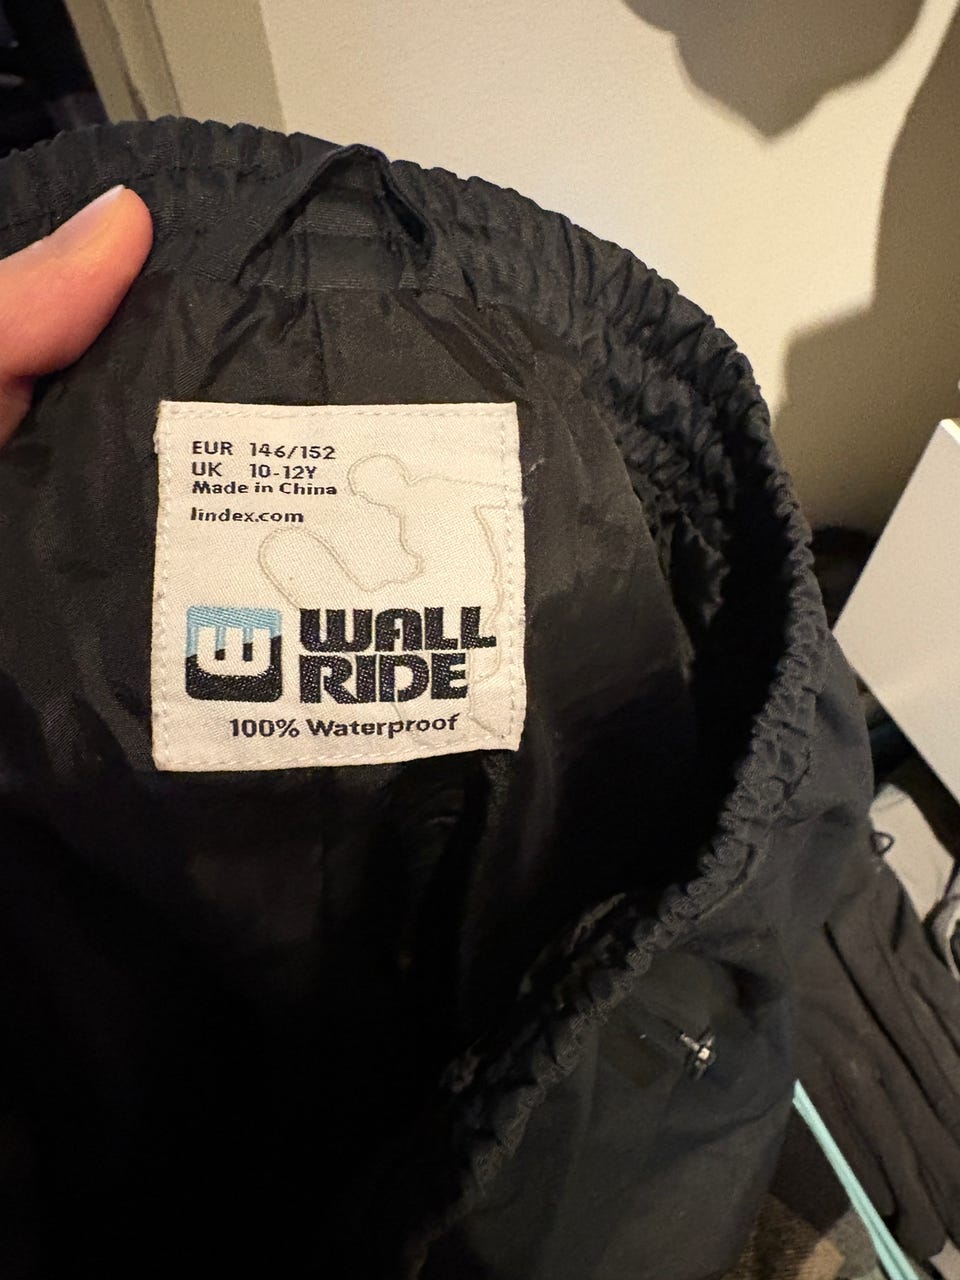 EUR 146/152
UK 10-12Y
Made in China
lindex.com
WALL
RIDE
100% Waterproof